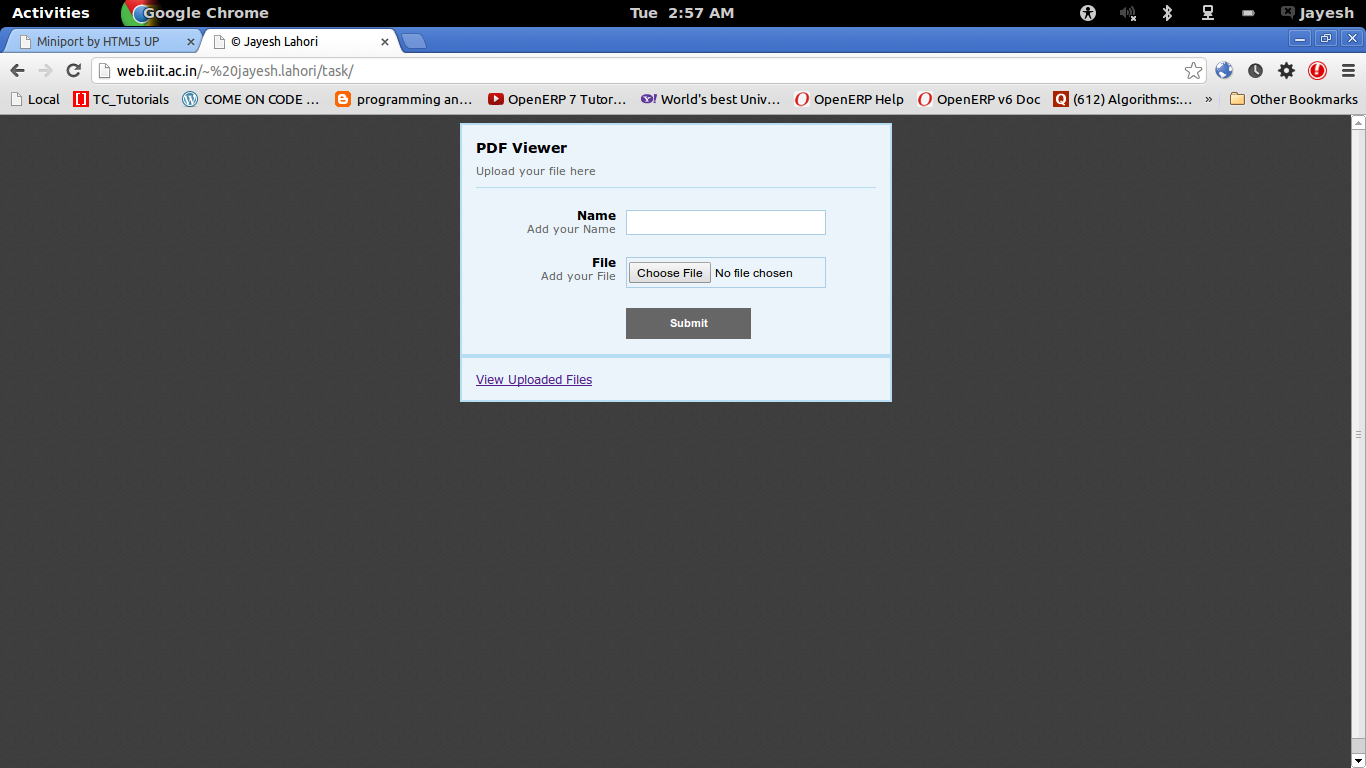 Activities Google Chrome Tue 2:57 AM Jayesh
Miniport by HTML5 UP © Jayesh Lahori
web.iiit.ac.in/~%20jayesh.lahori/task/
Local TC_Tutorials COME ON CODE ... programming an... OpenERP 7 Tutor... World's best Univ... OpenERP Help OpenERP v6 Doc (612) Algorithms:... » Other Bookmarks
PDF Viewer
Upload your file here
Name
Add your Name
File
Add your File
Choose File No file chosen
Submit
View Uploaded Files